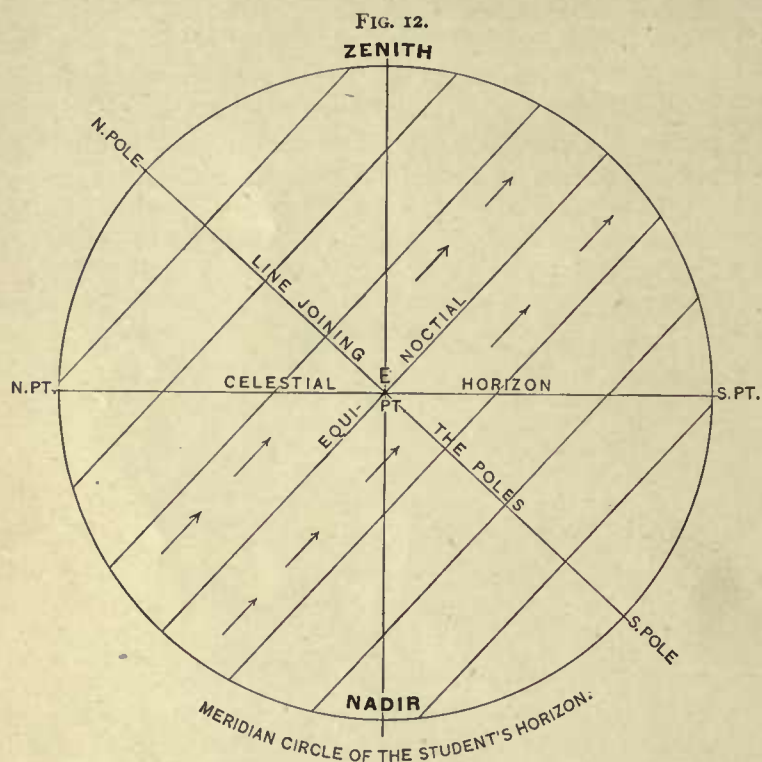 FIG. 12.
ZENITH
N. POLE
LINE JOINING
NOCTIAL
E
N. PT.
CELESTIAL
HORIZON
S. PT.
PT.
EQUI-
THE POLES
S. POLE
NADIR
MERIDIAN CIRCLE OF THE STUDENT'S HORIZON.